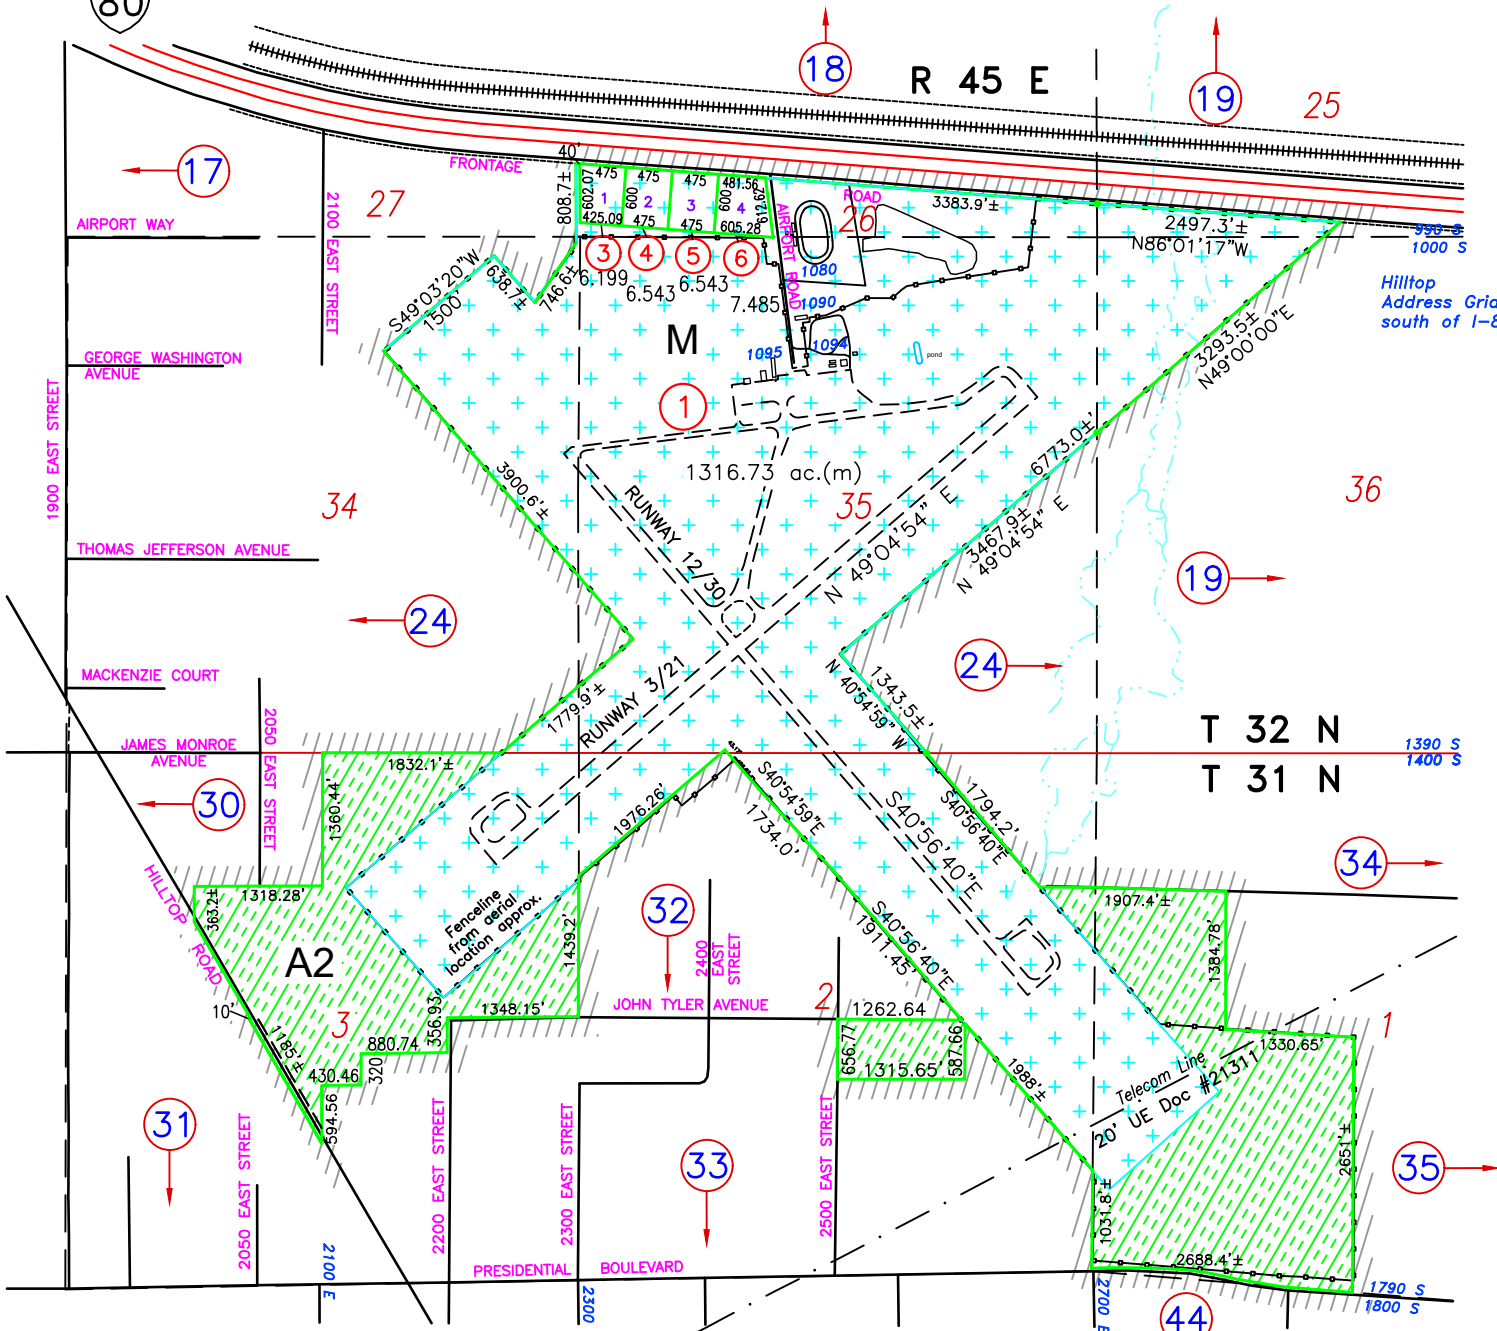 80
18
R 45 E
19
25
40'
FRONTAGE
17
27
2100 EAST STREET
AIRPORT WAY
808.7'±
602.07
475
475
475
481.56
600
600
612.62
1
2
3
4
425.09
475
475
605.28
ROAD
26
3383.9'±
2497.3'±
N86°01'17"W
990 S
1000 S
AIRPORT ROAD
3
4
5
6
6.199
6.543
6.543
7.485
1080
1090
1094
1095
pond
Hilltop
Address Grid
south of I-8
S49°03'20"W
1500'
638.7'±
746.6'±
M
1
1316.73 ac.(m)
3293.5'±
N49°00'00"E
GEORGE WASHINGTON
AVENUE
1900 EAST STREET
3900.6'±
34
RUNWAY 12/30
35
36
6773.0'±
3467.9'±
N 49°04'54" E
N 49°04'54" E
THOMAS JEFFERSON AVENUE
24
19
24
MACKENZIE COURT
1779.9'±
RUNWAY 3/21
1343.5'±
N 40°54'59" W
T 32 N
T 31 N
1390 S
1400 S
JAMES MONROE
AVENUE
2050 EAST STREET
30
1832.1'±
1360.44'
1976.26'
S40°54'59"E
1734.0'
S40°56'40"E
1794.2'
S40°56'40"E
34
HILLTOP ROAD
363.2±
1318.28'
A2
Fenceline
from aerial
location approx.
1439.2'
32
2400
EAST
STREET
S40°56'40"E
1911.45'
1907.4'±
1384.78'
10'
1185'±
3
356.93
1348.15'
JOHN TYLER AVENUE
2
1262.64
1
880.74
320
430.46
594.56
656.77
1315.65'
587.66
1988'±
1330.65'
Telecom Line
20' UE Doc #21311
31
2050 EAST STREET
2200 EAST STREET
2300 EAST STREET
33
2500 EAST STREET
2651'±
35
1031.8'±
2688.4'±
2100 E
PRESIDENTIAL BOULEVARD
2300
2700 E
1790 S
1800 S
44